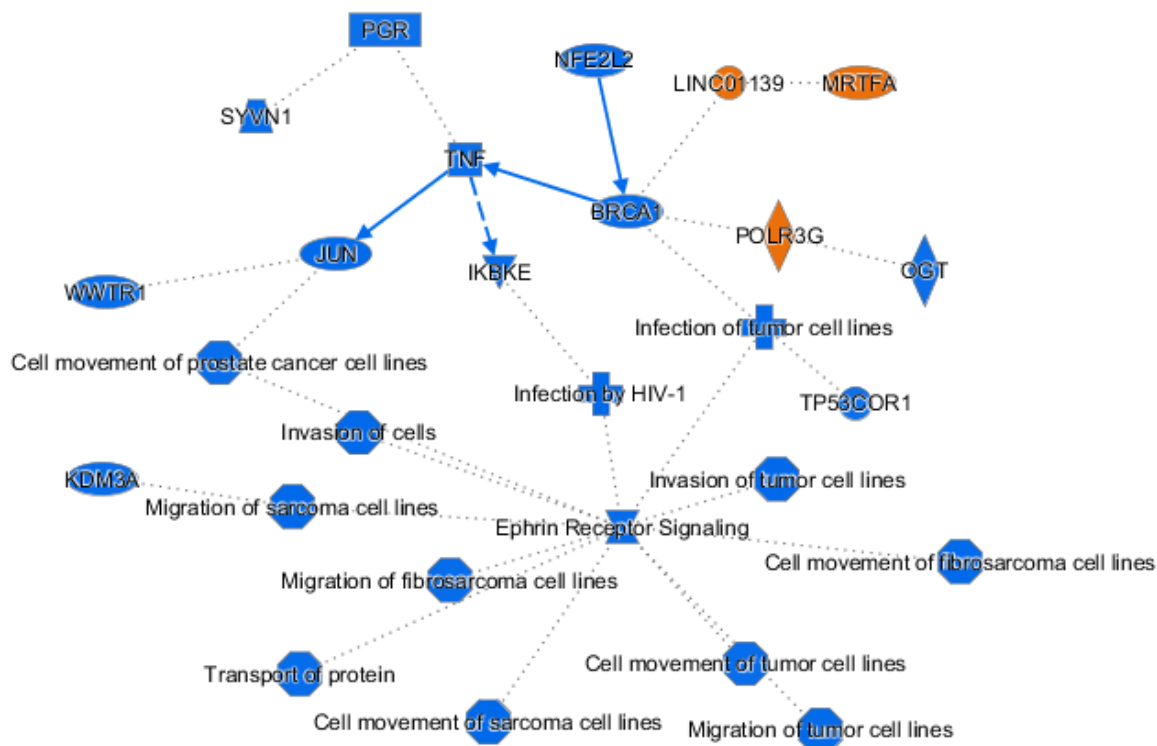 PGR
NFE2L2
LINC01139
MRTFA
SYVN1
TNF
BRCA1
POLR3G
JUN
IKBKE
OGT
WWTR1
Infection of tumor cell lines
Cell movement of prostate cancer cell lines
Infection by HIV-1
TP53COR1
Invasion of cells
KDM3A
Invasion of tumor cell lines
Migration of sarcoma cell lines
Ephrin Receptor Signaling
Cell movement of fibrosarcoma cell lines
Migration of fibrosarcoma cell lines
Cell movement of tumor cell lines
Transport of protein
Cell movement of sarcoma cell lines
Migration of tumor cell lines